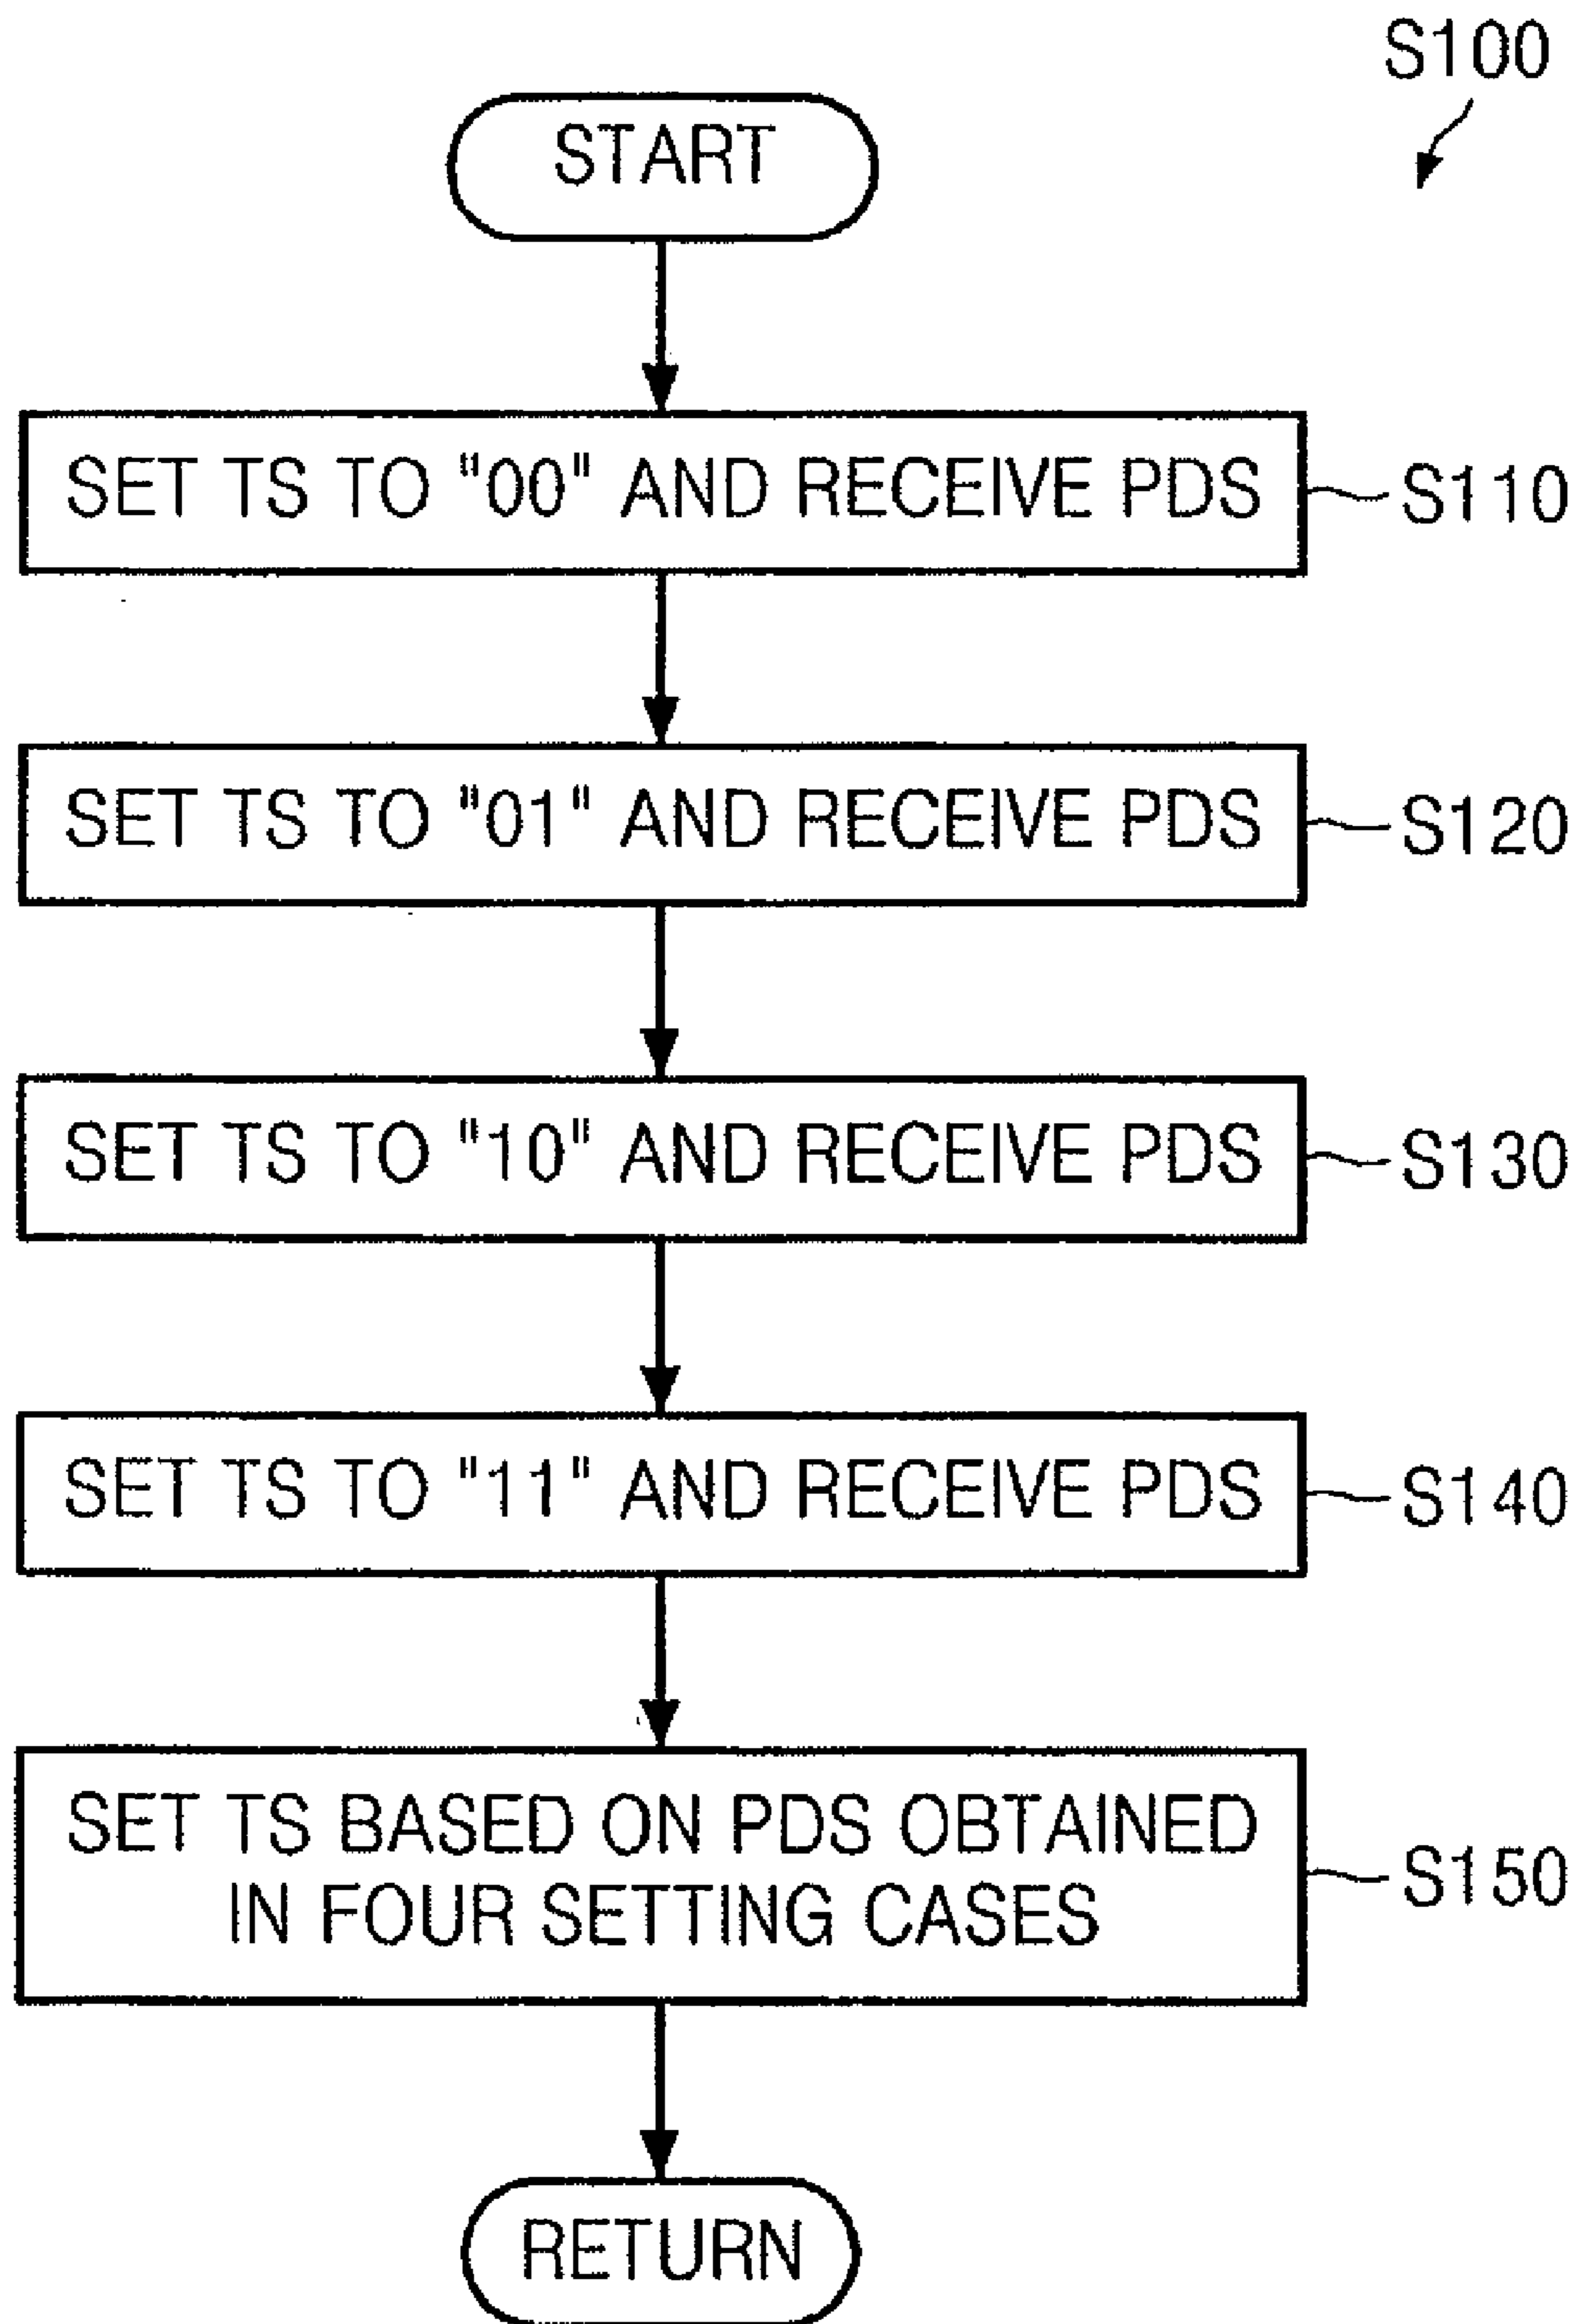 S100
START
SET TS TO "00" AND RECEIVE PDS
S110
SET TS TO "01" AND RECEIVE PDS
S120
SET TS TO "10" AND RECEIVE PDS
S130
SET TS TO "11" AND RECEIVE PDS
S140
SET TS BASED ON PDS OBTAINED
IN FOUR SETTING CASES
S150
RETURN